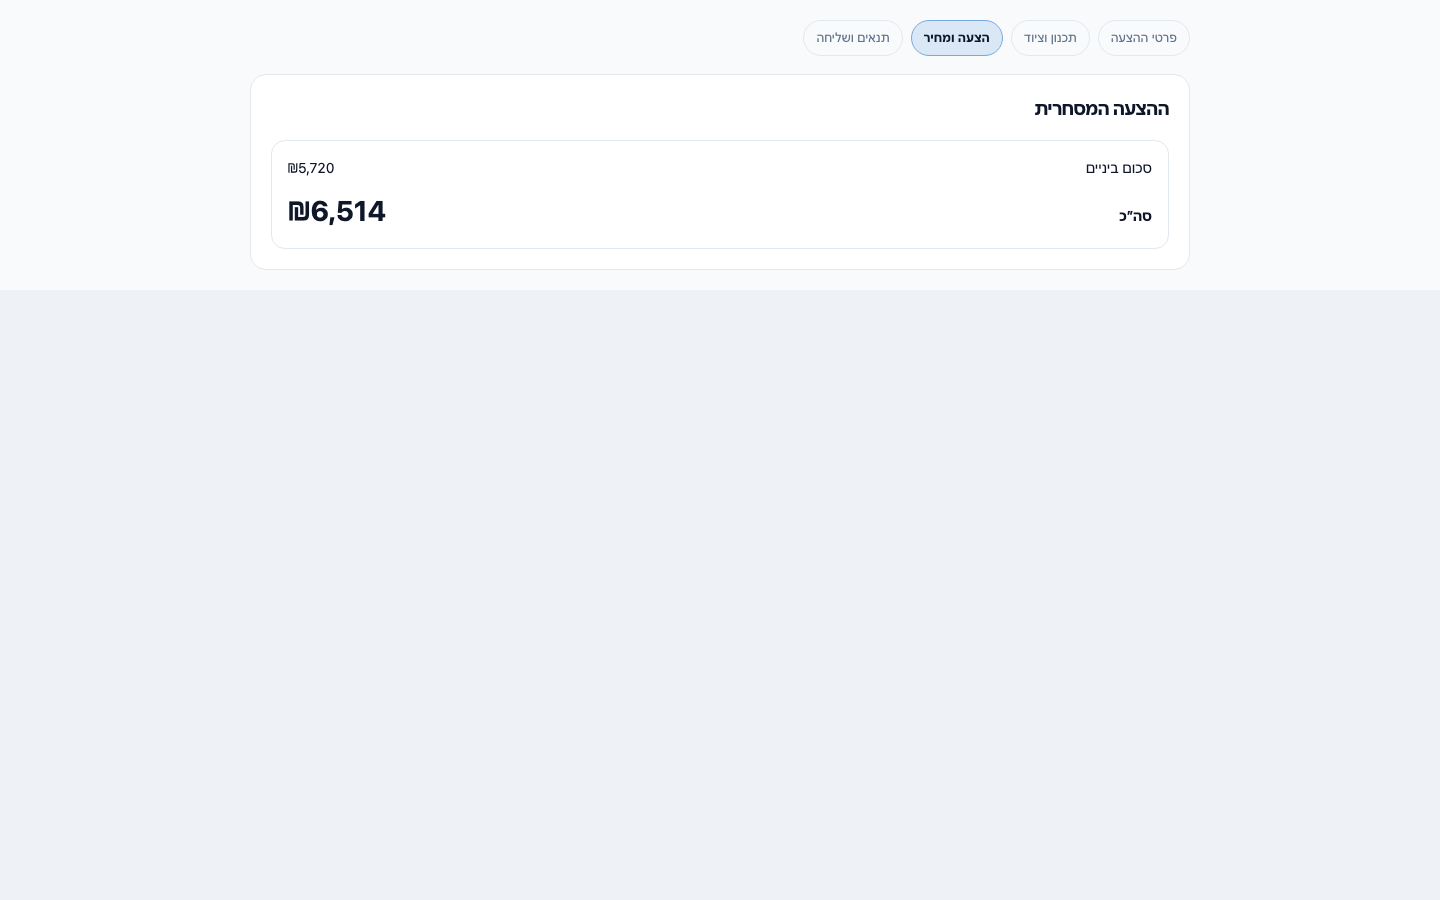 פרטי ההצעה
תכנון וציוד
הצעה ומחיר
תנאים ושליחה
ההצעה המסחרית
סכום ביניים
₪5,720
סה״כ
₪6,514